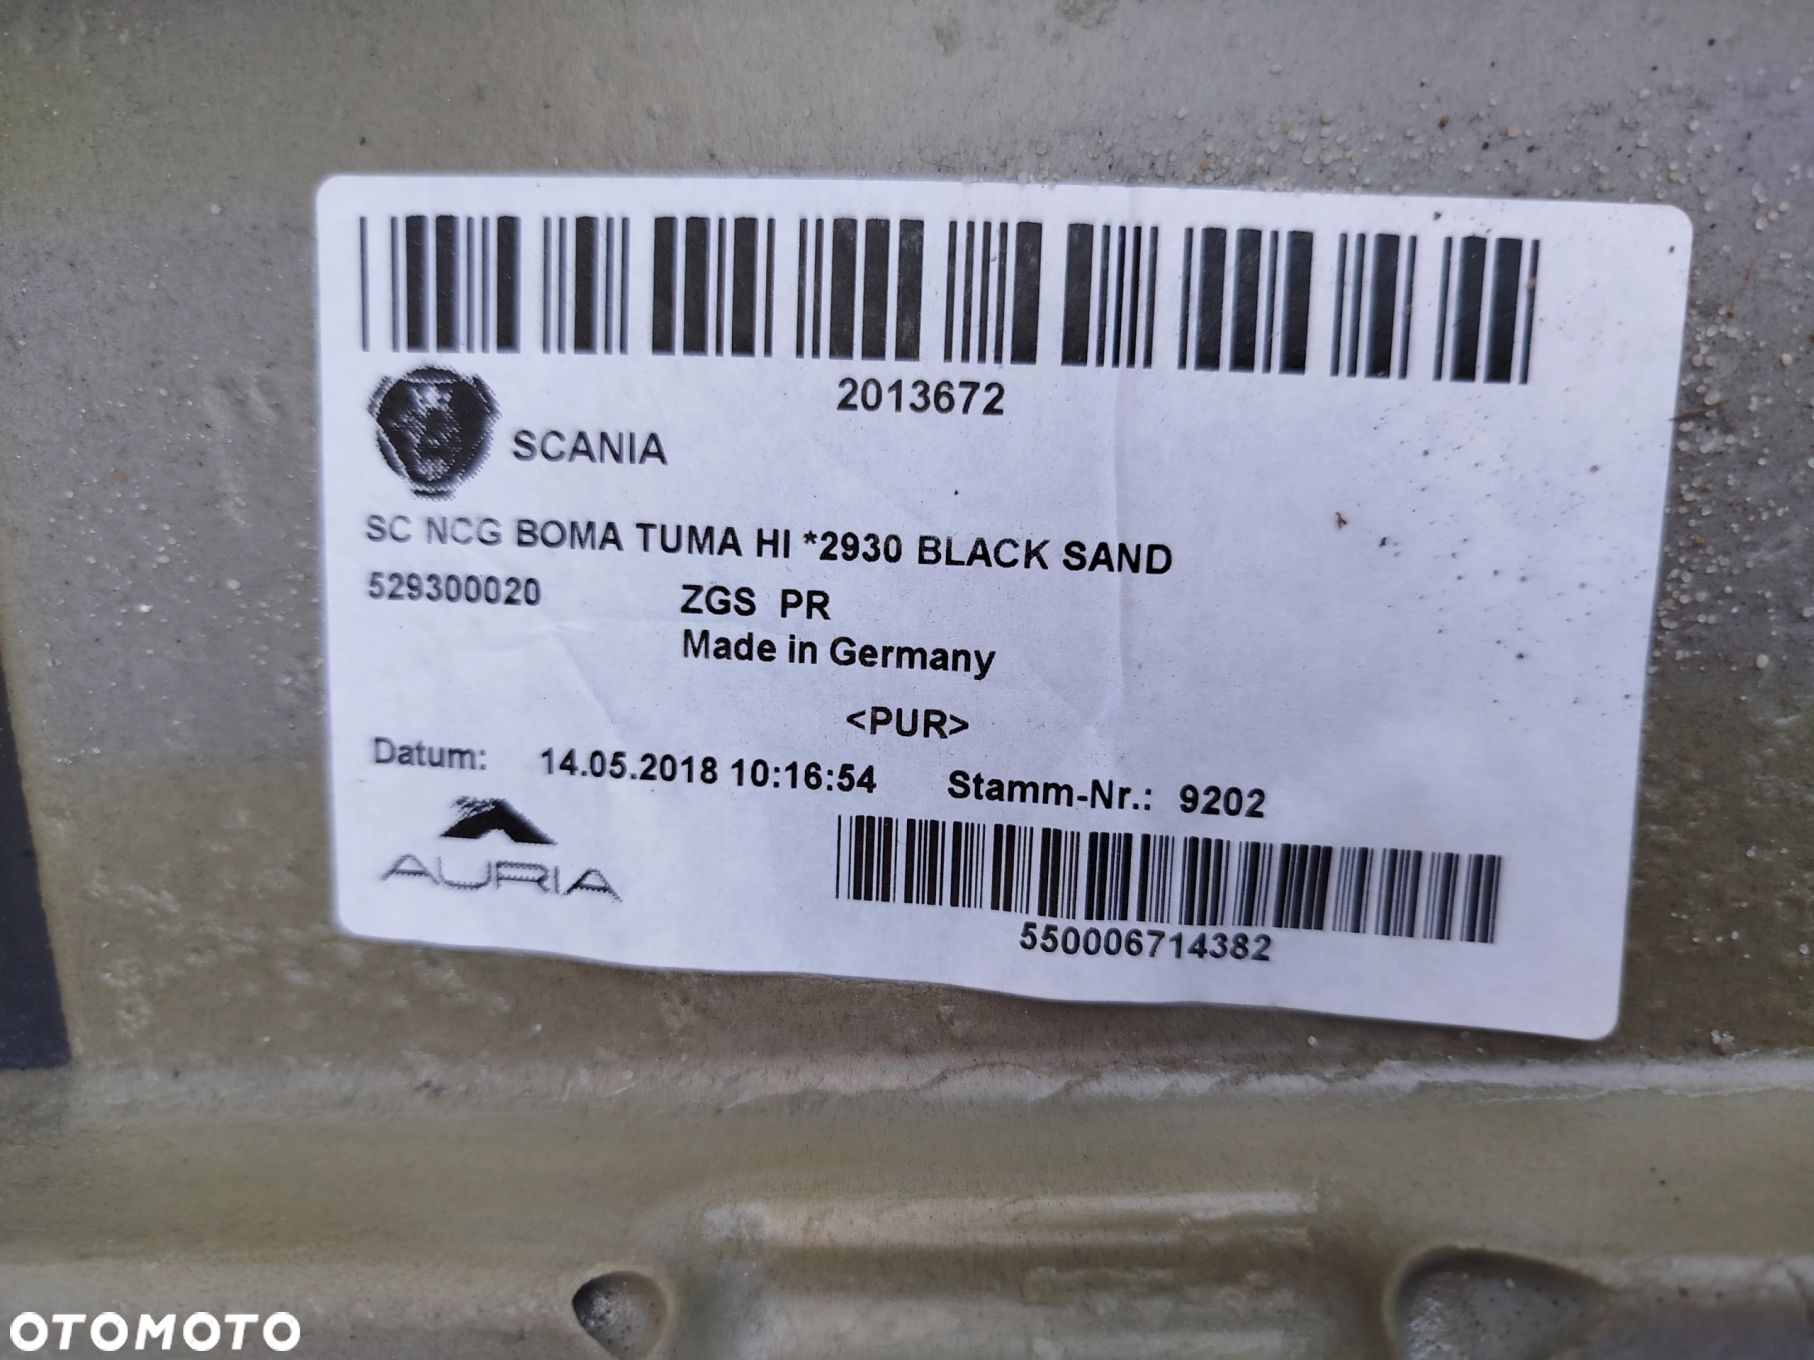 2013672
SCANIA
SC NCG BOMA TUMA HI *2930 BLACK SAND
529300020 ZGS PR
Made in Germany
<PUR>
Datum: 14.05.2018 10:16:54 Stamm-Nr.: 9202
AURIA
550006714382
OTOMOTO